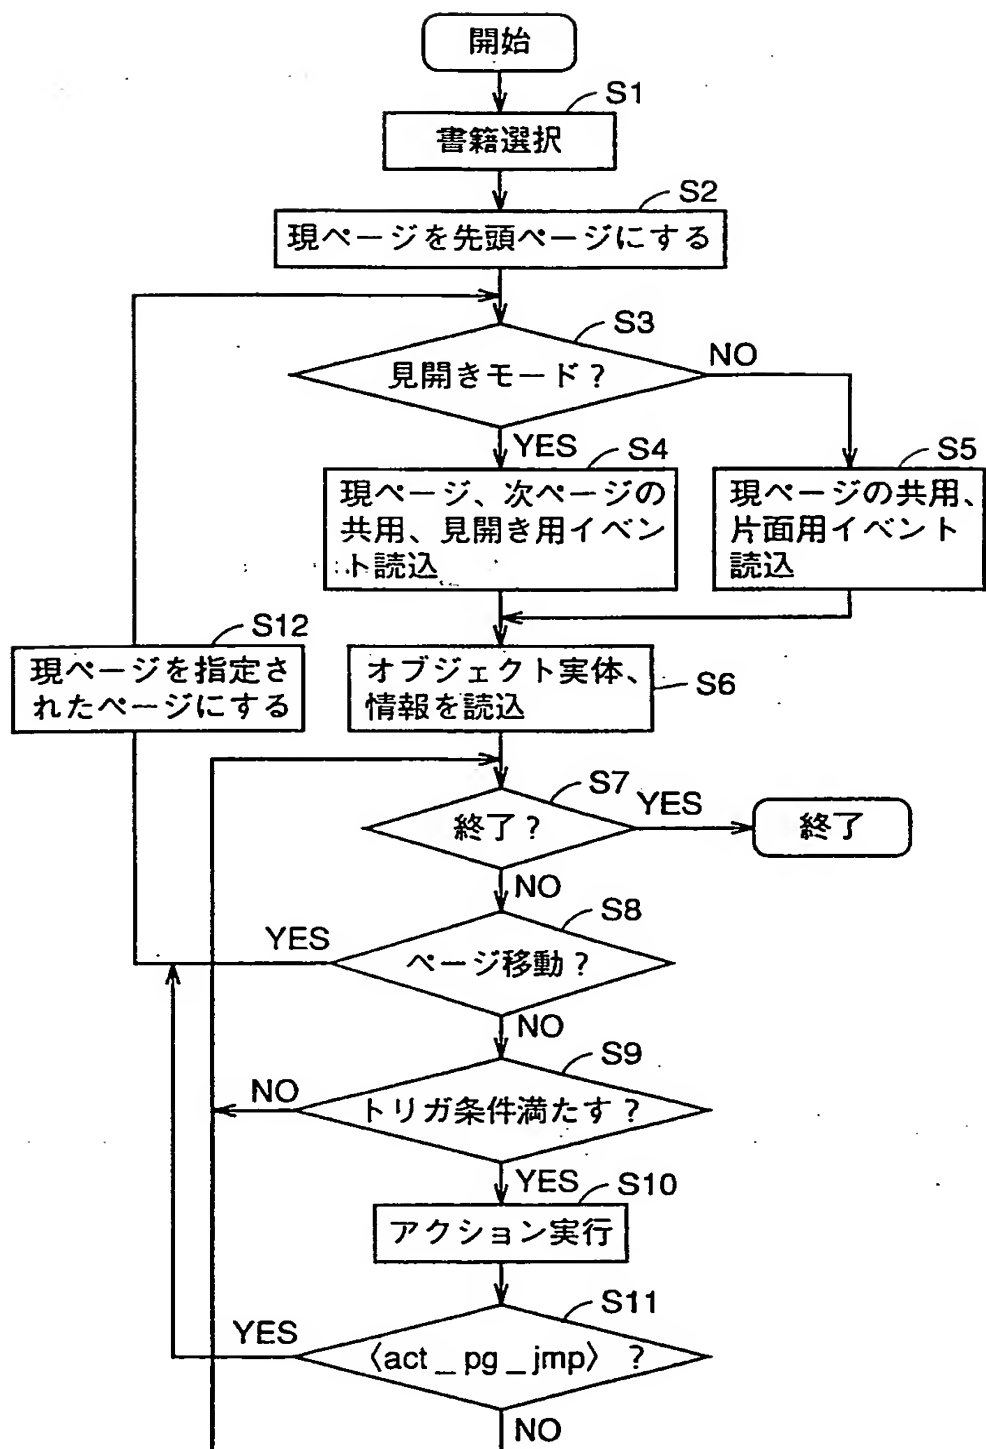 開始
S1
書籍選択
S2
現ページを先頭ページにする
S3
見開きモード？
NO
YES
S4
現ページ、次ページの
共用、見開き用イベン
ト読込
S5
現ページの共用、
片面用イベント
読込
S12
現ページを指定さ
れたページにする
オブジェクト実体、
情報を読込
S6
S7
終了？
YES
終了
NO
S8
YES
ページ移動？
NO
S9
NO
トリガ条件満たす？
YES
S10
アクション実行
S11
YES
〈act_pg_jmp〉？
NO